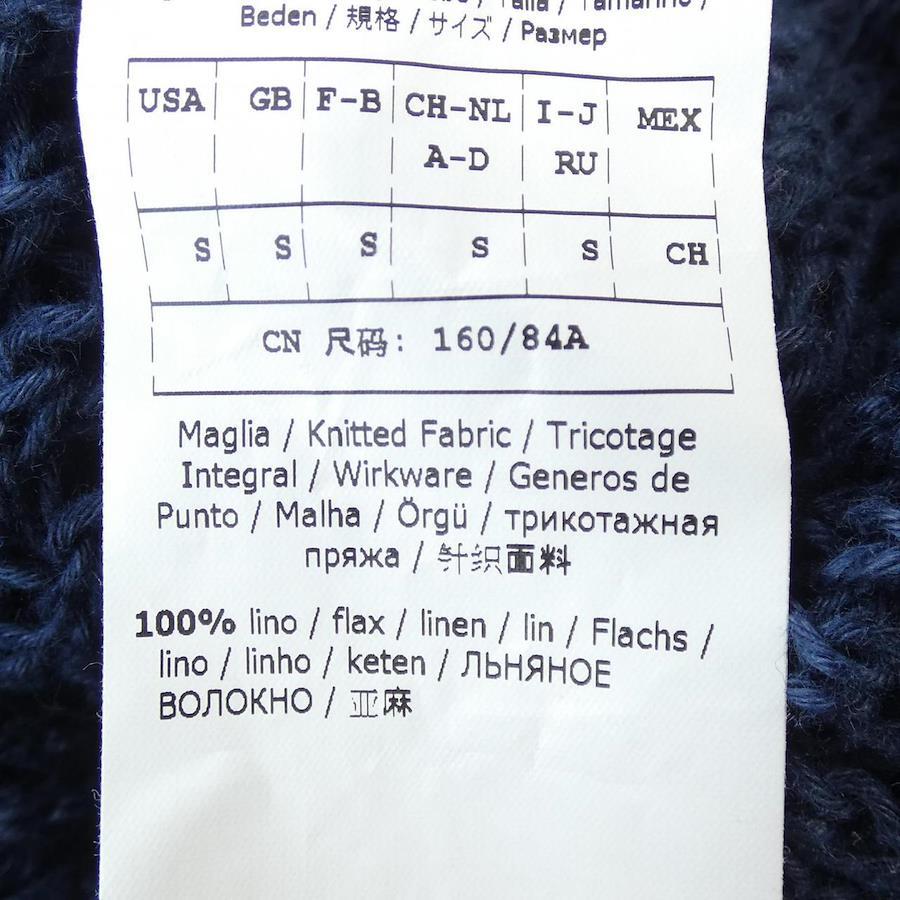 Talla / Tamanho /
Beden / 規格 / サイズ / Размер
USA GB F-B CH-NL I-J MEX
A-D RU
S S S S S CH
CN 尺码: 160/84A
Maglia / Knitted Fabric / Tricotage
Integral / Wirkware / Generos de
Punto / Malha / Örgü / трикотажная
пряжа / 针织面料
100% lino / flax / linen / lin / Flachs /
lino / linho / keten / ЛЬНЯНОЕ
ВОЛОКНО / 亚麻